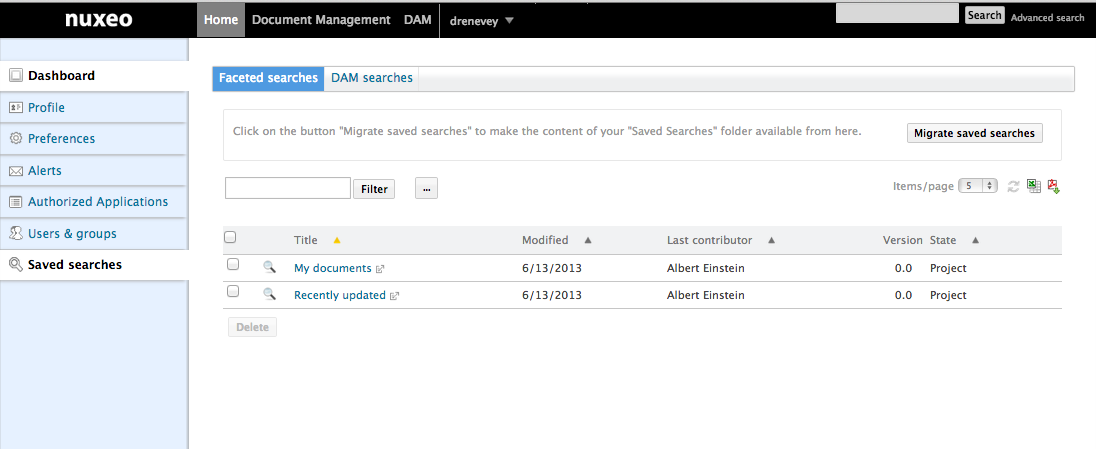 nuxeo Home Document Management DAM drenevey Search Advanced search
Dashboard
Profile
Preferences
Alerts
Authorized Applications
Users & groups
Saved searches
Faceted searches DAM searches
Click on the button "Migrate saved searches" to make the content of your "Saved Searches" folder available from here. Migrate saved searches
Filter ... Items/page 5
Title Modified Last contributor Version State
My documents 6/13/2013 Albert Einstein 0.0 Project
Recently updated 6/13/2013 Albert Einstein 0.0 Project
Delete